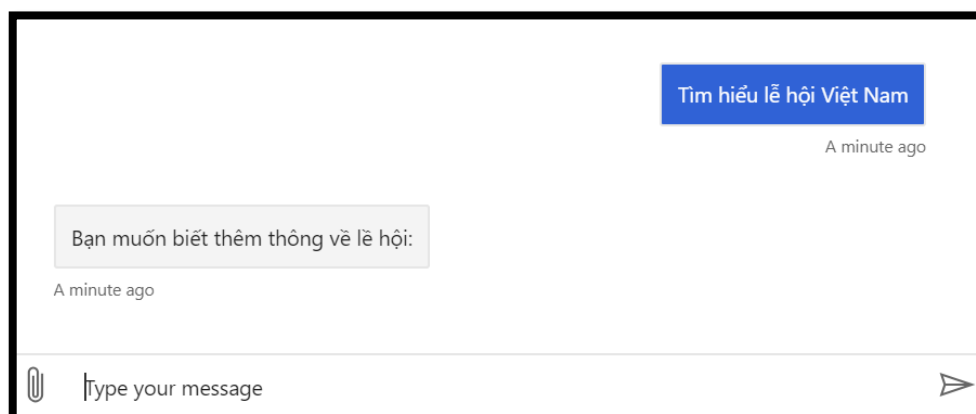 Tìm hiểu lễ hội Việt Nam
A minute ago
Bạn muốn biết thêm thông về lề hội:
A minute ago
Type your message